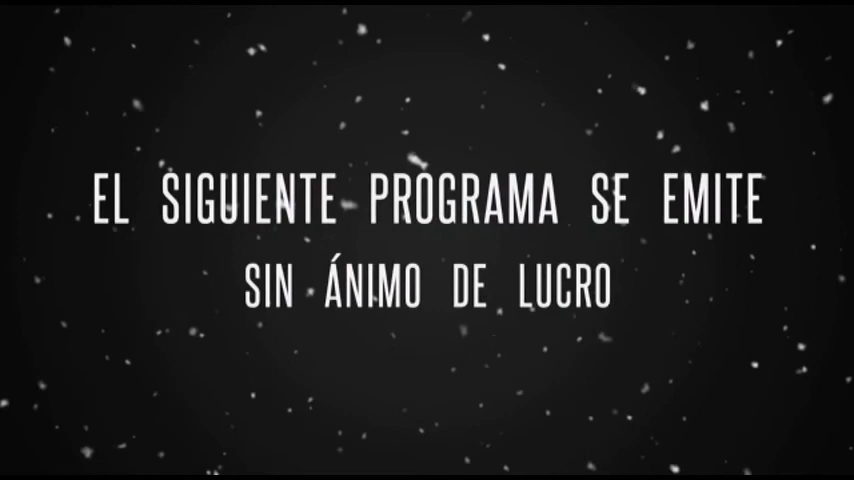 EL SIGUIENTE PROGRAMA SE EMITE
SIN ÁNIMO DE LUCRO